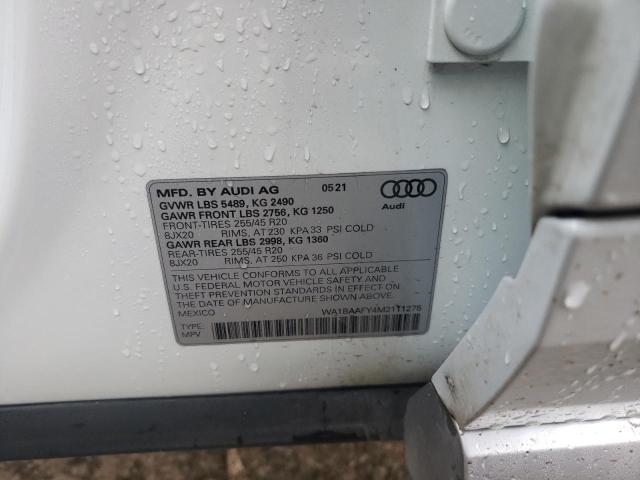 MFD. BY AUDI AG 05 21
GVWR LBS 5489, KG 2490
GAWR FRONT LBS 2756, KG 1250
FRONT-TIRES 255/45 R20
8JX20 RIMS, AT 230 KPA 33 PSI COLD
GAWR REAR LBS 2998, KG 1360
REAR-TIRES 255/45 R20
8JX20 RIMS, AT 250 KPA 36 PSI COLD
Audi
THIS VEHICLE CONFORMS TO ALL APPLICABLE
U.S. FEDERAL MOTOR VEHICLE SAFETY AND
THEFT PREVENTION STANDARDS IN EFFECT
ON THE DATE OF MANUFACTURE SHOWN ABOVE.
MEXICO WA1BAAFY4M2111275
TYPE:
MPV